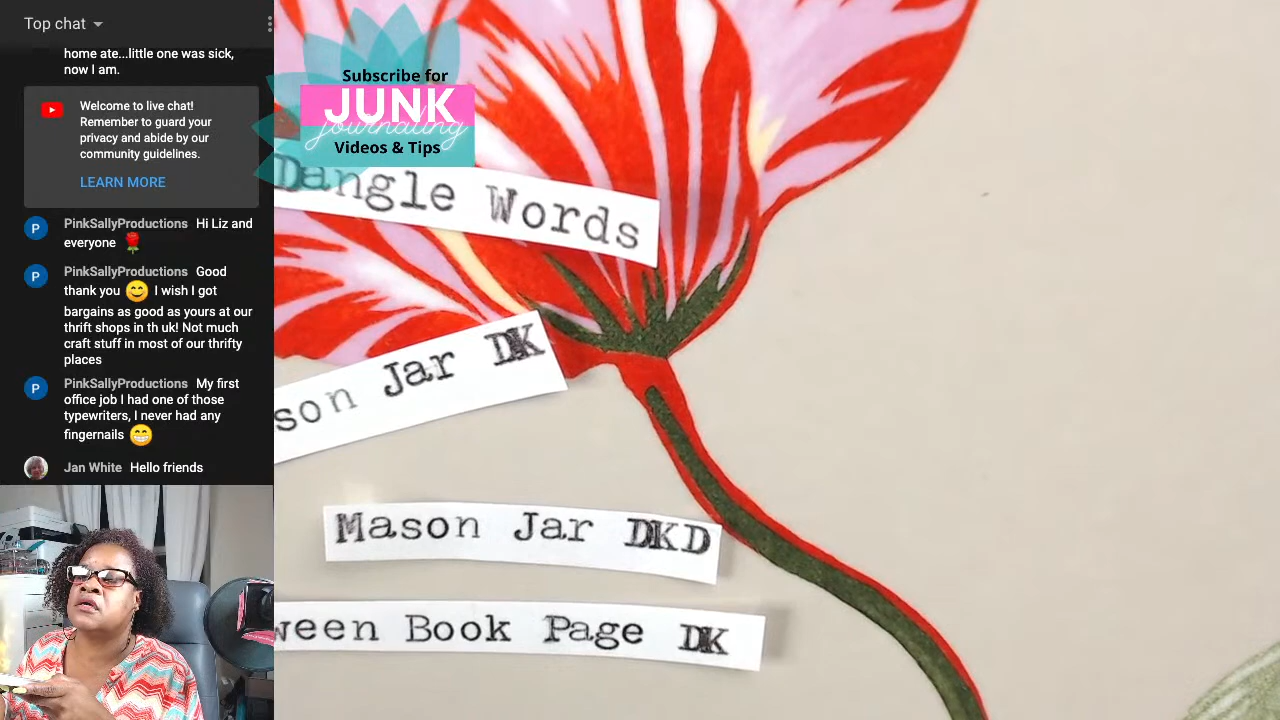 Top chat
home ate...little one was sick,
now I am.
Welcome to live chat!
Remember to guard your
privacy and abide by our
community guidelines.
LEARN MORE
P PinkSallyProductions Hi Liz and
everyone 🌹
P PinkSallyProductions Good
thank you 😊 I wish I got
bargains as good as yours at our
thrift shops in th uk! Not much
craft stuff in most of our thrifty
places
P PinkSallyProductions My first
office job I had one of those
typewriters, I never had any
fingernails 😁
Jan White Hello friends
Subscribe for
JUNK
journaling
Videos & Tips
Dangle Words
son Jar DK
Mason Jar DKD
ween Book Page DK